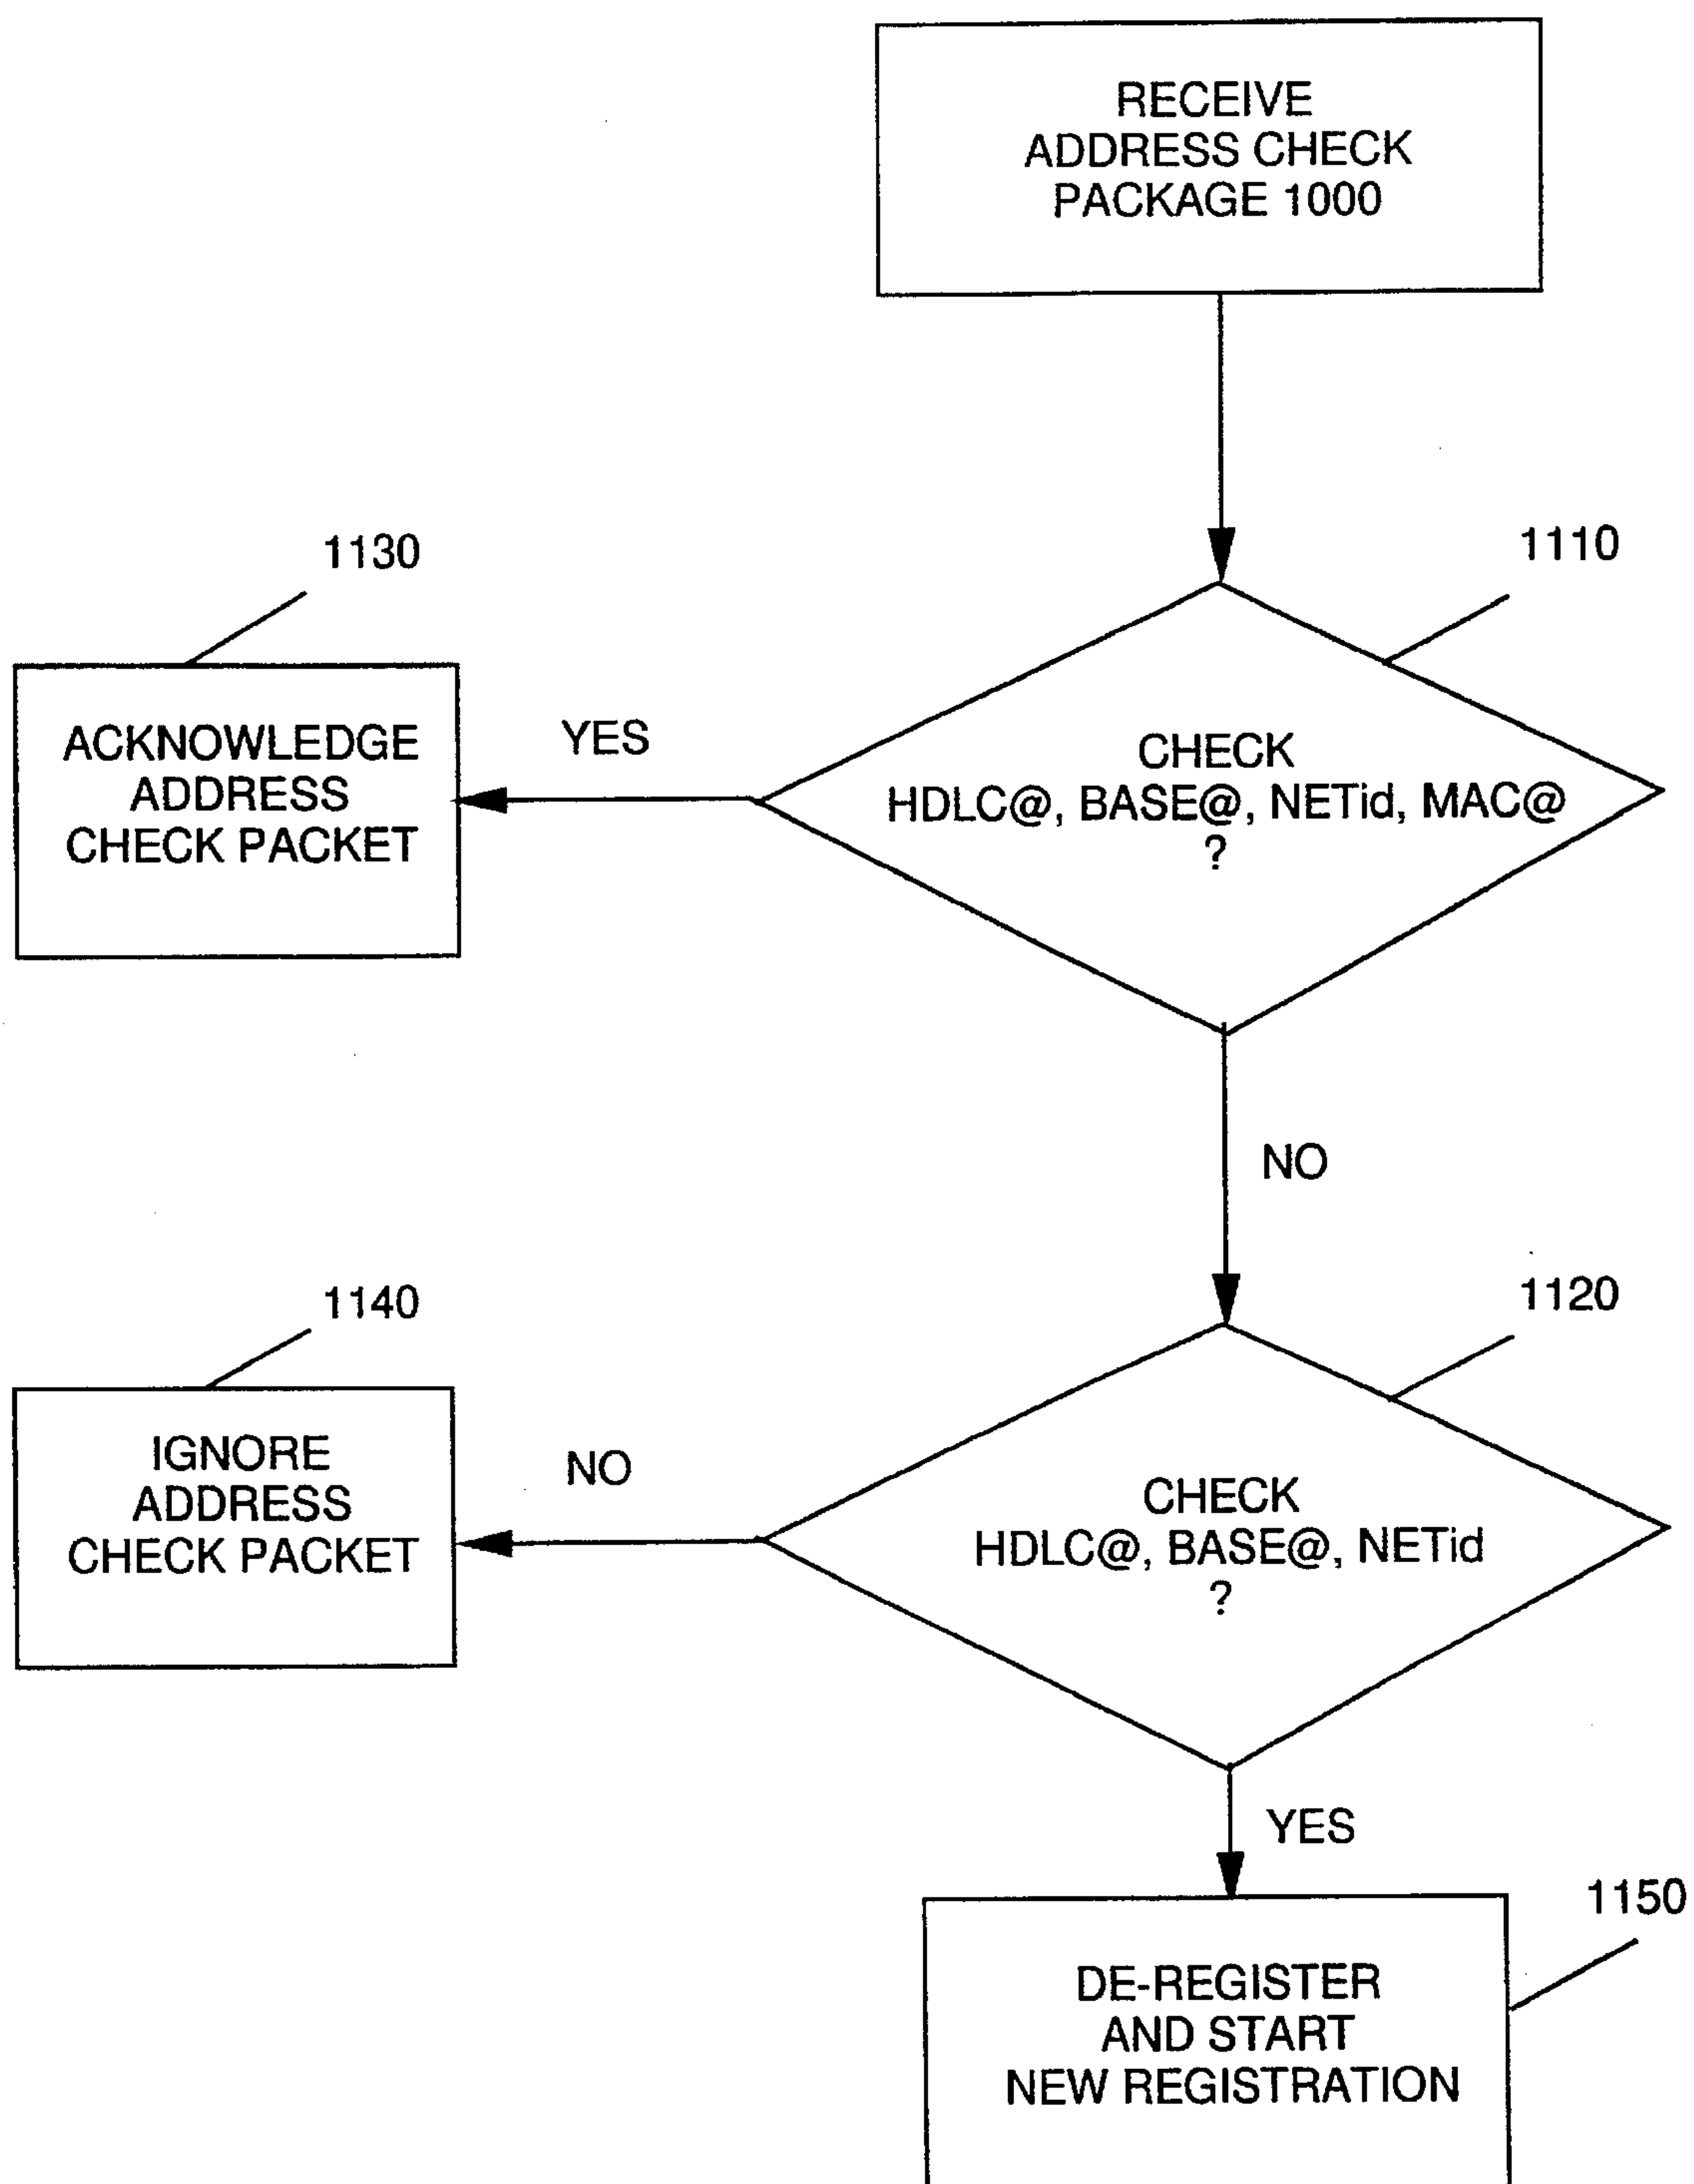 RECEIVE
ADDRESS CHECK
PACKAGE 1000
1130
1110
ACKNOWLEDGE
ADDRESS
CHECK PACKET
YES
CHECK
HDLC@, BASE@, NETid, MAC@
?
NO
1140
1120
IGNORE
ADDRESS
CHECK PACKET
NO
CHECK
HDLC@, BASE@, NETid
?
YES
1150
DE-REGISTER
AND START
NEW REGISTRATION